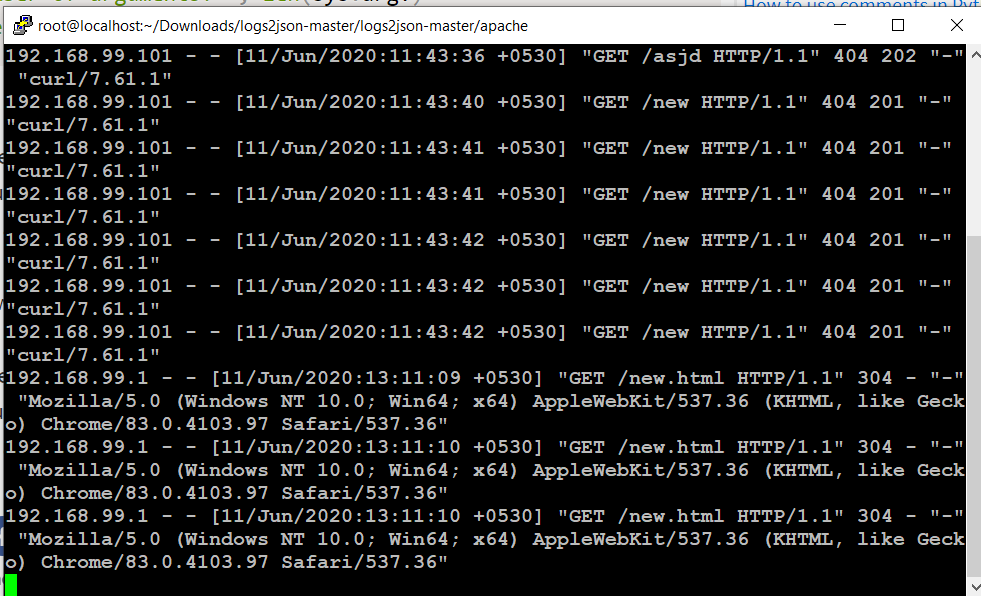 How to use comments in Pyt
root@localhost:~/Downloads/logs2json-master/logs2json-master/apache
192.168.99.101 - - [11/Jun/2020:11:43:36 +0530] "GET /asjd HTTP/1.1" 404 202 "-"
"curl/7.61.1"
192.168.99.101 - - [11/Jun/2020:11:43:40 +0530] "GET /new HTTP/1.1" 404 201 "-"
"curl/7.61.1"
192.168.99.101 - - [11/Jun/2020:11:43:41 +0530] "GET /new HTTP/1.1" 404 201 "-"
"curl/7.61.1"
192.168.99.101 - - [11/Jun/2020:11:43:41 +0530] "GET /new HTTP/1.1" 404 201 "-"
"curl/7.61.1"
192.168.99.101 - - [11/Jun/2020:11:43:42 +0530] "GET /new HTTP/1.1" 404 201 "-"
"curl/7.61.1"
192.168.99.101 - - [11/Jun/2020:11:43:42 +0530] "GET /new HTTP/1.1" 404 201 "-"
"curl/7.61.1"
192.168.99.101 - - [11/Jun/2020:11:43:42 +0530] "GET /new HTTP/1.1" 404 201 "-"
"curl/7.61.1"
192.168.99.1 - - [11/Jun/2020:13:11:09 +0530] "GET /new.html HTTP/1.1" 304 - "-"
"Mozilla/5.0 (Windows NT 10.0; Win64; x64) AppleWebKit/537.36 (KHTML, like Geck
o) Chrome/83.0.4103.97 Safari/537.36"
192.168.99.1 - - [11/Jun/2020:13:11:10 +0530] "GET /new.html HTTP/1.1" 304 - "-"
"Mozilla/5.0 (Windows NT 10.0; Win64; x64) AppleWebKit/537.36 (KHTML, like Geck
o) Chrome/83.0.4103.97 Safari/537.36"
192.168.99.1 - - [11/Jun/2020:13:11:10 +0530] "GET /new.html HTTP/1.1" 304 - "-"
"Mozilla/5.0 (Windows NT 10.0; Win64; x64) AppleWebKit/537.36 (KHTML, like Geck
o) Chrome/83.0.4103.97 Safari/537.36"